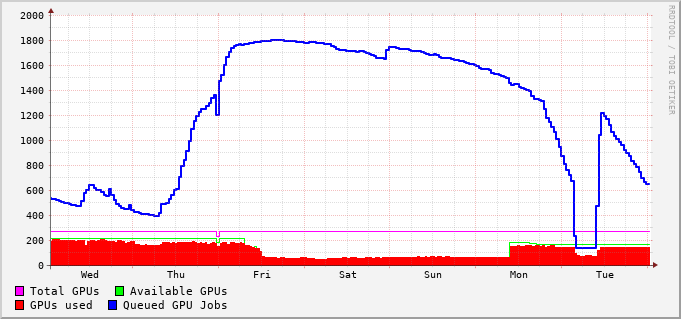 2000
1800
1600
1400
1200
1000
800
600
400
200
0
Wed Thu Fri Sat Sun Mon Tue
Total GPUs Available GPUs
GPUs used Queued GPU Jobs
RRDTOOL / TOBI OETIKER